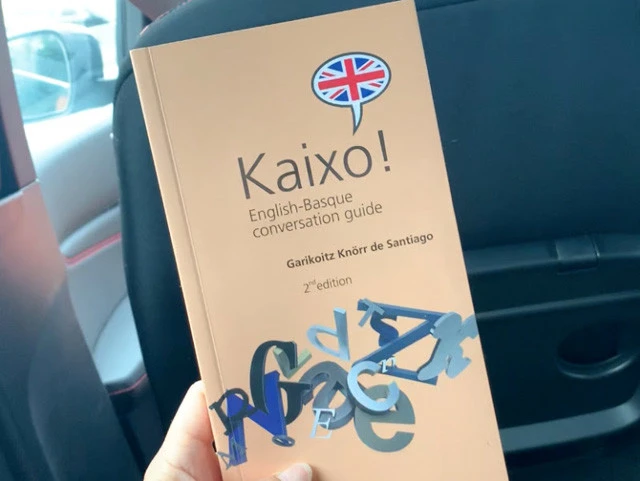 Kaixo!
English-Basque
conversation guide
Garikoitz Knörr de Santiago
2nd edition